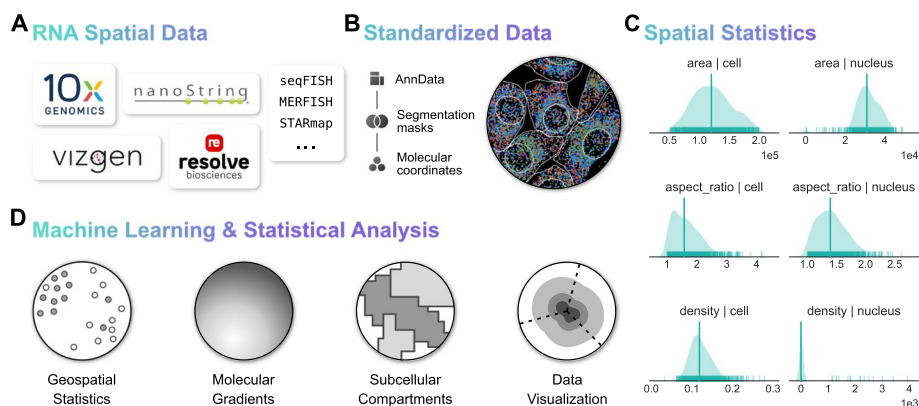 A RNA Spatial Data
10x
GENOMICS
nanoString
seqFISH
MERFISH
STARmap
...
vizgen
re
resolve
biosciences
B Standardized Data
AnnData
Segmentation
masks
Molecular
coordinates
C Spatial Statistics
area | cell
0.5 1.0 1.5 2.0
1e5
area | nucleus
0 2 4
1e4
aspect_ratio | cell
1 2 3 4
aspect_ratio | nucleus
1.0 1.5 2.0 2.5
density | cell
0.0 0.1 0.2 0.3
density | nucleus
0 1 2 3 4
1e3
D Machine Learning & Statistical Analysis
Geospatial
Statistics
Molecular
Gradients
Subcellular
Compartments
Data
Visualization